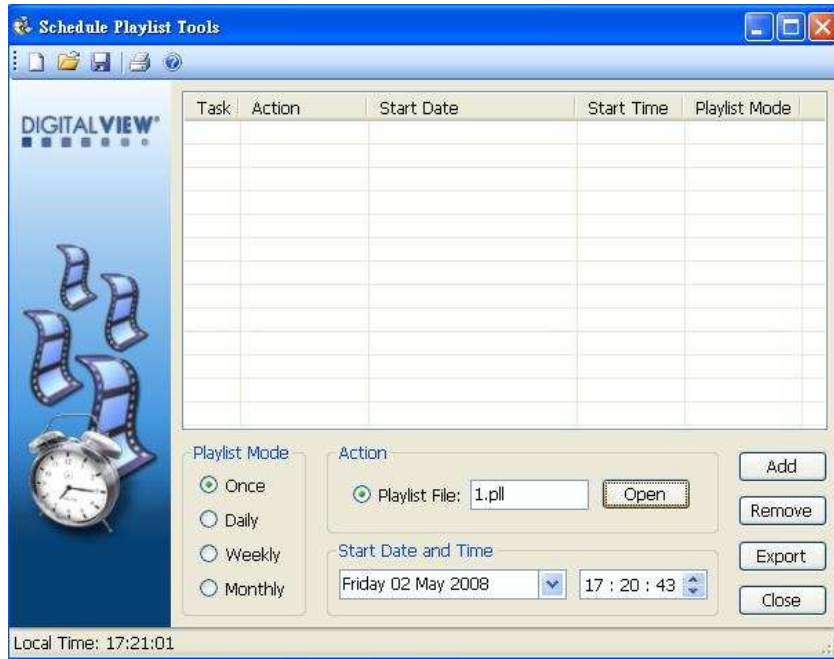 Schedule Playlist Tools
DIGITALVIEW®
Task Action Start Date Start Time Playlist Mode
Playlist Mode
Once
Daily
Weekly
Monthly
Action
Playlist File: 1.pll Open
Start Date and Time
Friday 02 May 2008 17 : 20 : 43
Add
Remove
Export
Close
Local Time: 17:21:01